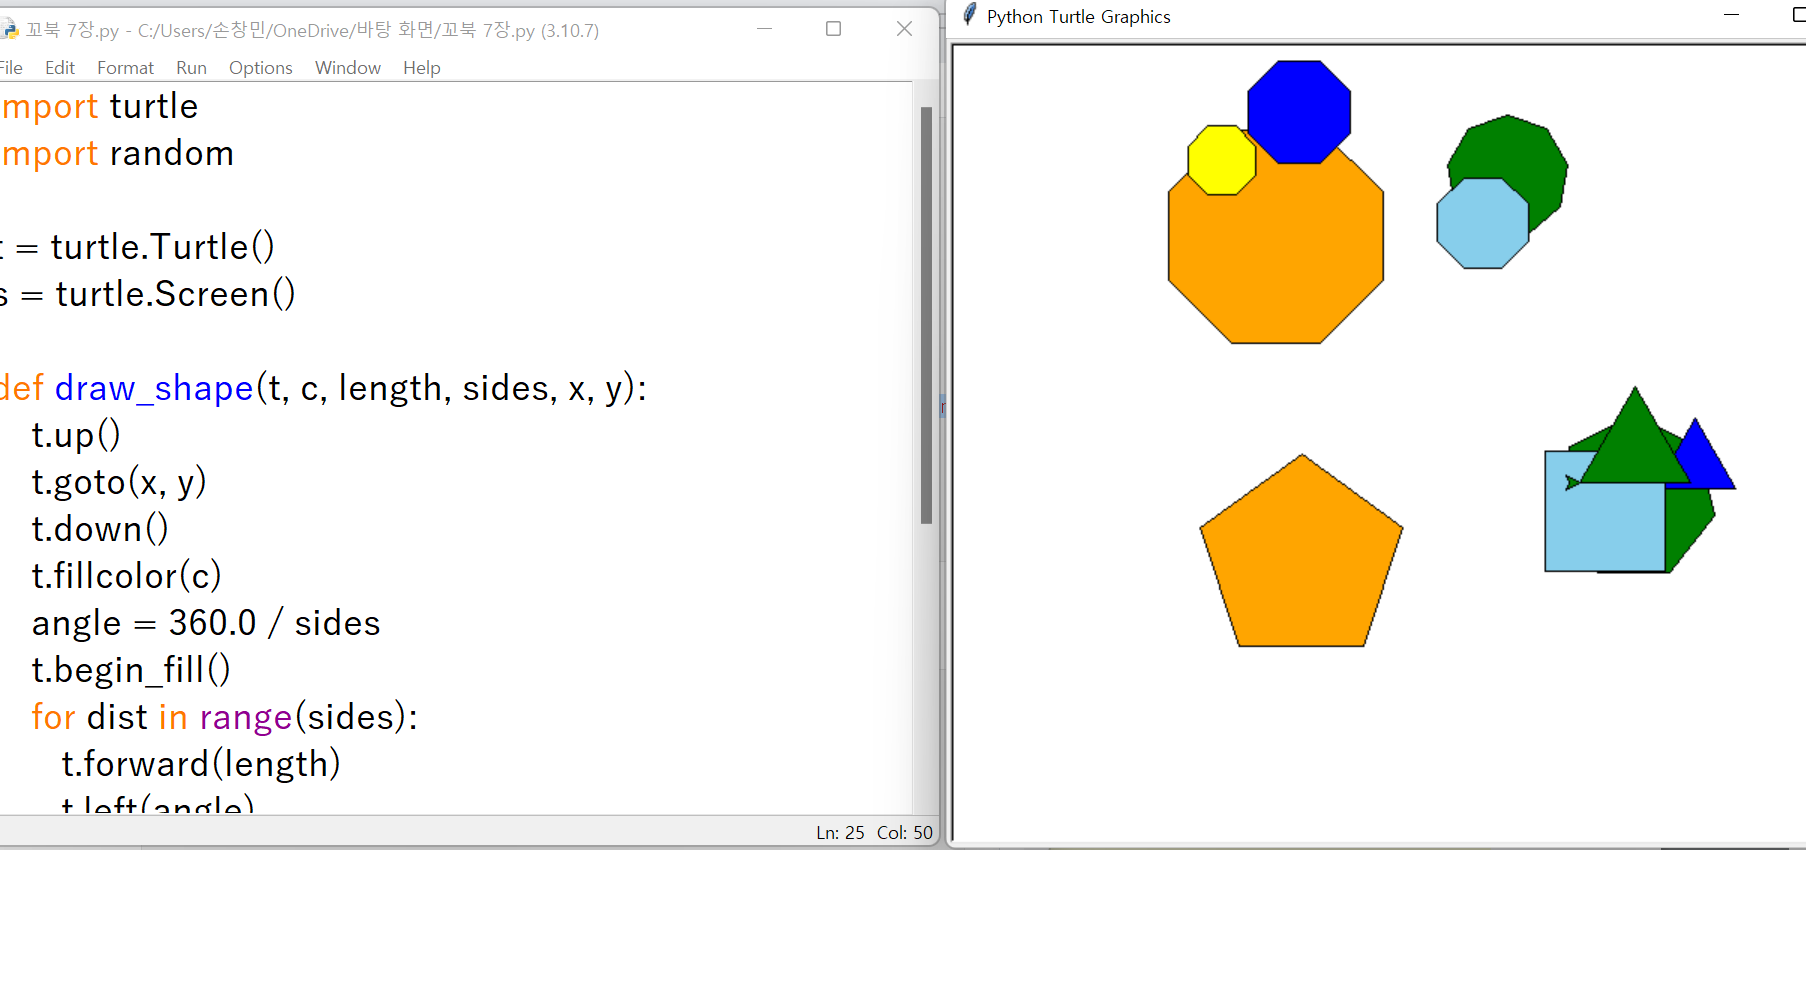 꼬북 7장.py - C:/Users/손창민/OneDrive/바탕 화면/꼬북 7장.py (3.10.7)
File Edit Format Run Options Window Help
mport turtle
mport random
t = turtle.Turtle()
s = turtle.Screen()
def draw_shape(t, c, length, sides, x, y):
t.up()
t.goto(x, y)
t.down()
t.fillcolor(c)
angle = 360.0 / sides
t.begin_fill()
for dist in range(sides):
t.forward(length)
t.left(angle)
Ln: 25 Col: 50
Python Turtle Graphics